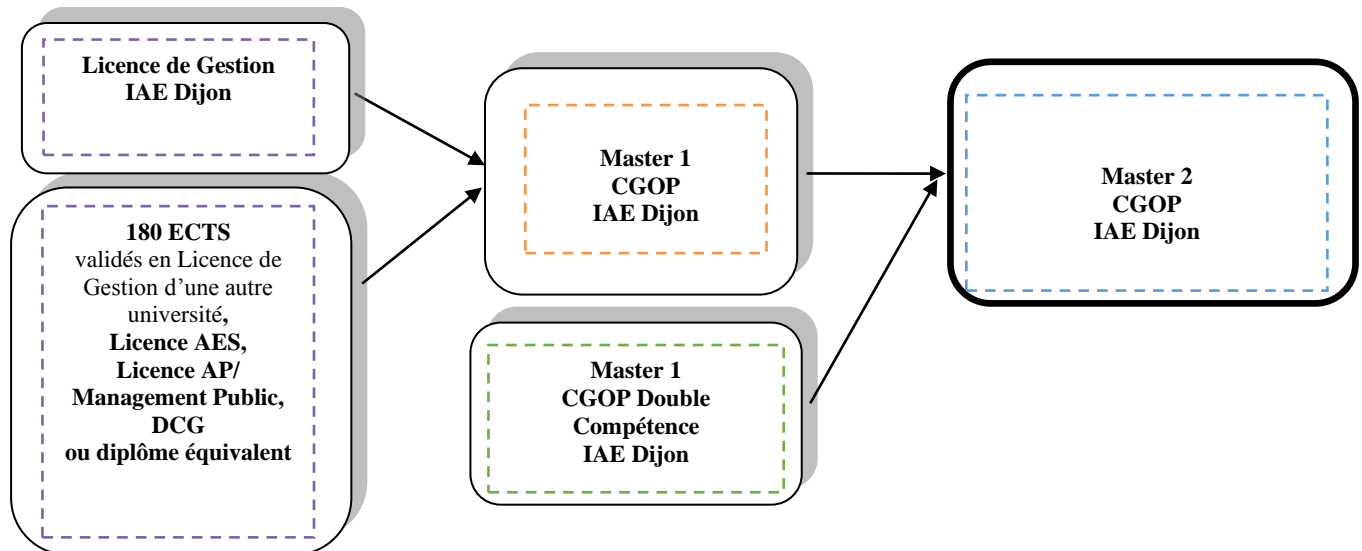 Licence de Gestion
IAE Dijon
180 ECTS
validés en Licence de
Gestion d’une autre
université,
Licence AES,
Licence AP/
Management Public,
DCG
ou diplôme équivalent
Master 1
CGOP
IAE Dijon
Master 1
CGOP Double
Compétence
IAE Dijon
Master 2
CGOP
IAE Dijon